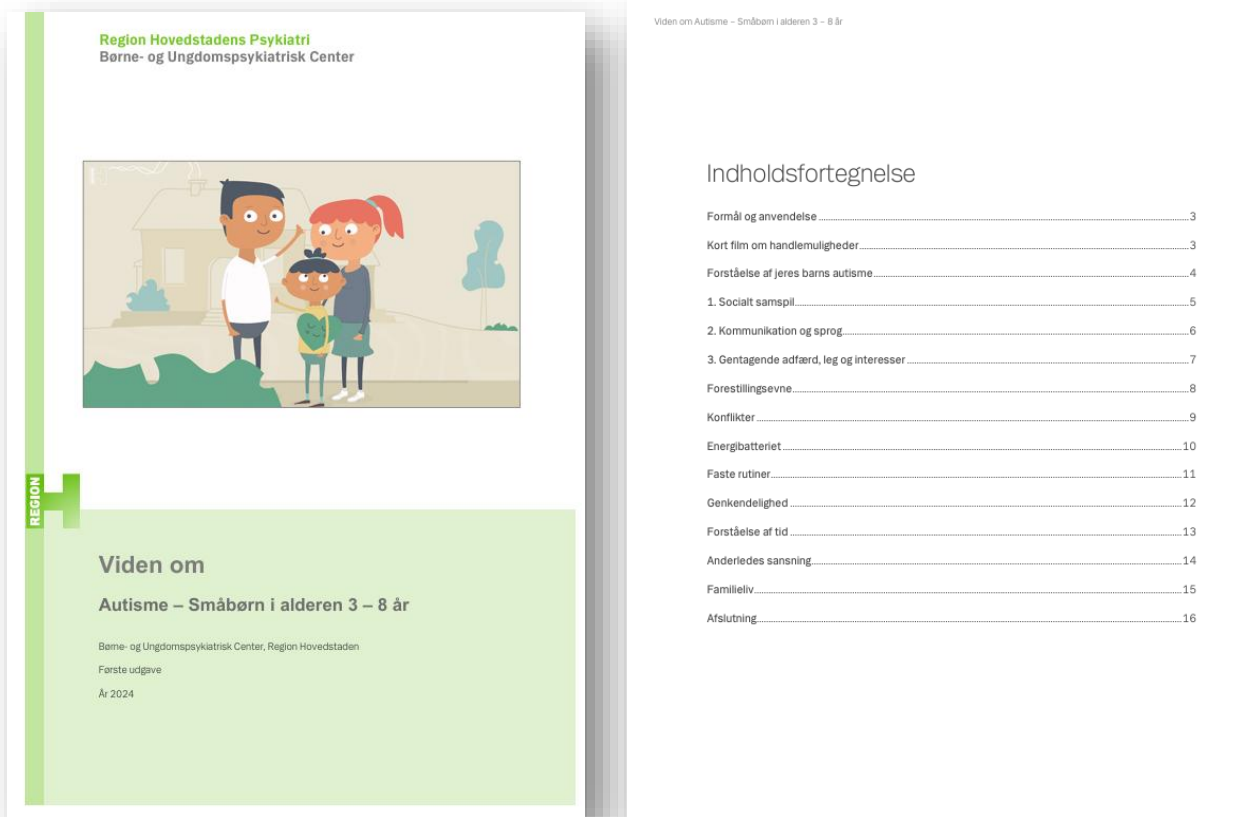 Region Hovedstadens Psykiatri
Børne- og Ungdomspsykiatrisk Center
REGION
Viden om
Autisme – Småbørn i alderen 3 – 8 år
Børne- og Ungdomspsykiatrisk Center, Region Hovedstaden
Første udgave
År 2024
Viden om Autisme – Småbørn i alderen 3 – 8 år
Indholdsfortegnelse
Formål og anvendelse 3
Kort film om handlemuligheder 3
Forståelse af jeres barns autisme 4
1. Socialt samspil 5
2. Kommunikation og sprog 6
3. Gentagende adfærd, leg og interesser 7
Forestillingsevne 8
Konflikter 9
Energibatteriet 10
Faste rutiner 11
Genkendelighed 12
Forståelse af tid 13
Anderledes sansning 14
Familieliv 15
Afslutning 16